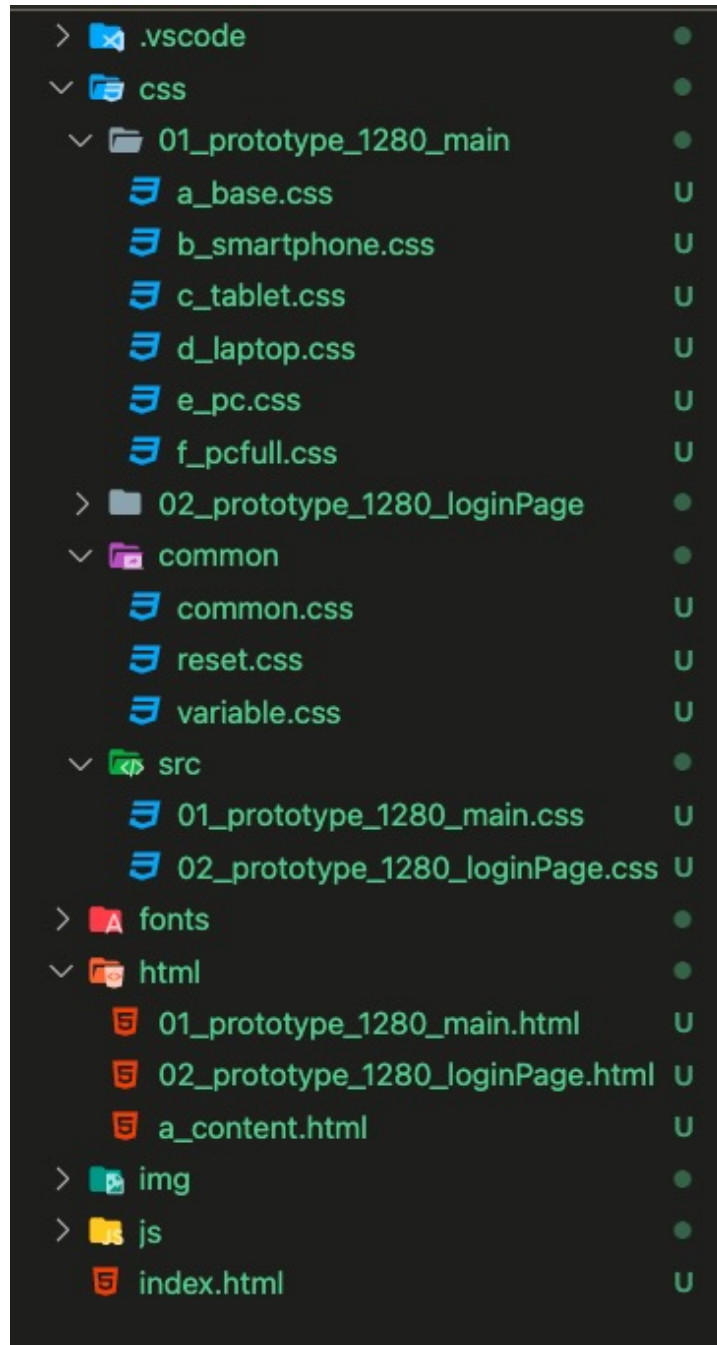 .vscode
css
01_prototype_1280_main
a_base.css U
b_smartphone.css U
c_tablet.css U
d_laptop.css U
e_pc.css U
f_pcfull.css U
02_prototype_1280_loginPage
common
common.css U
reset.css U
variable.css U
src
01_prototype_1280_main.css U
02_prototype_1280_loginPage.css U
fonts
html
01_prototype_1280_main.html U
02_prototype_1280_loginPage.html U
a_content.html U
img
js
index.html U